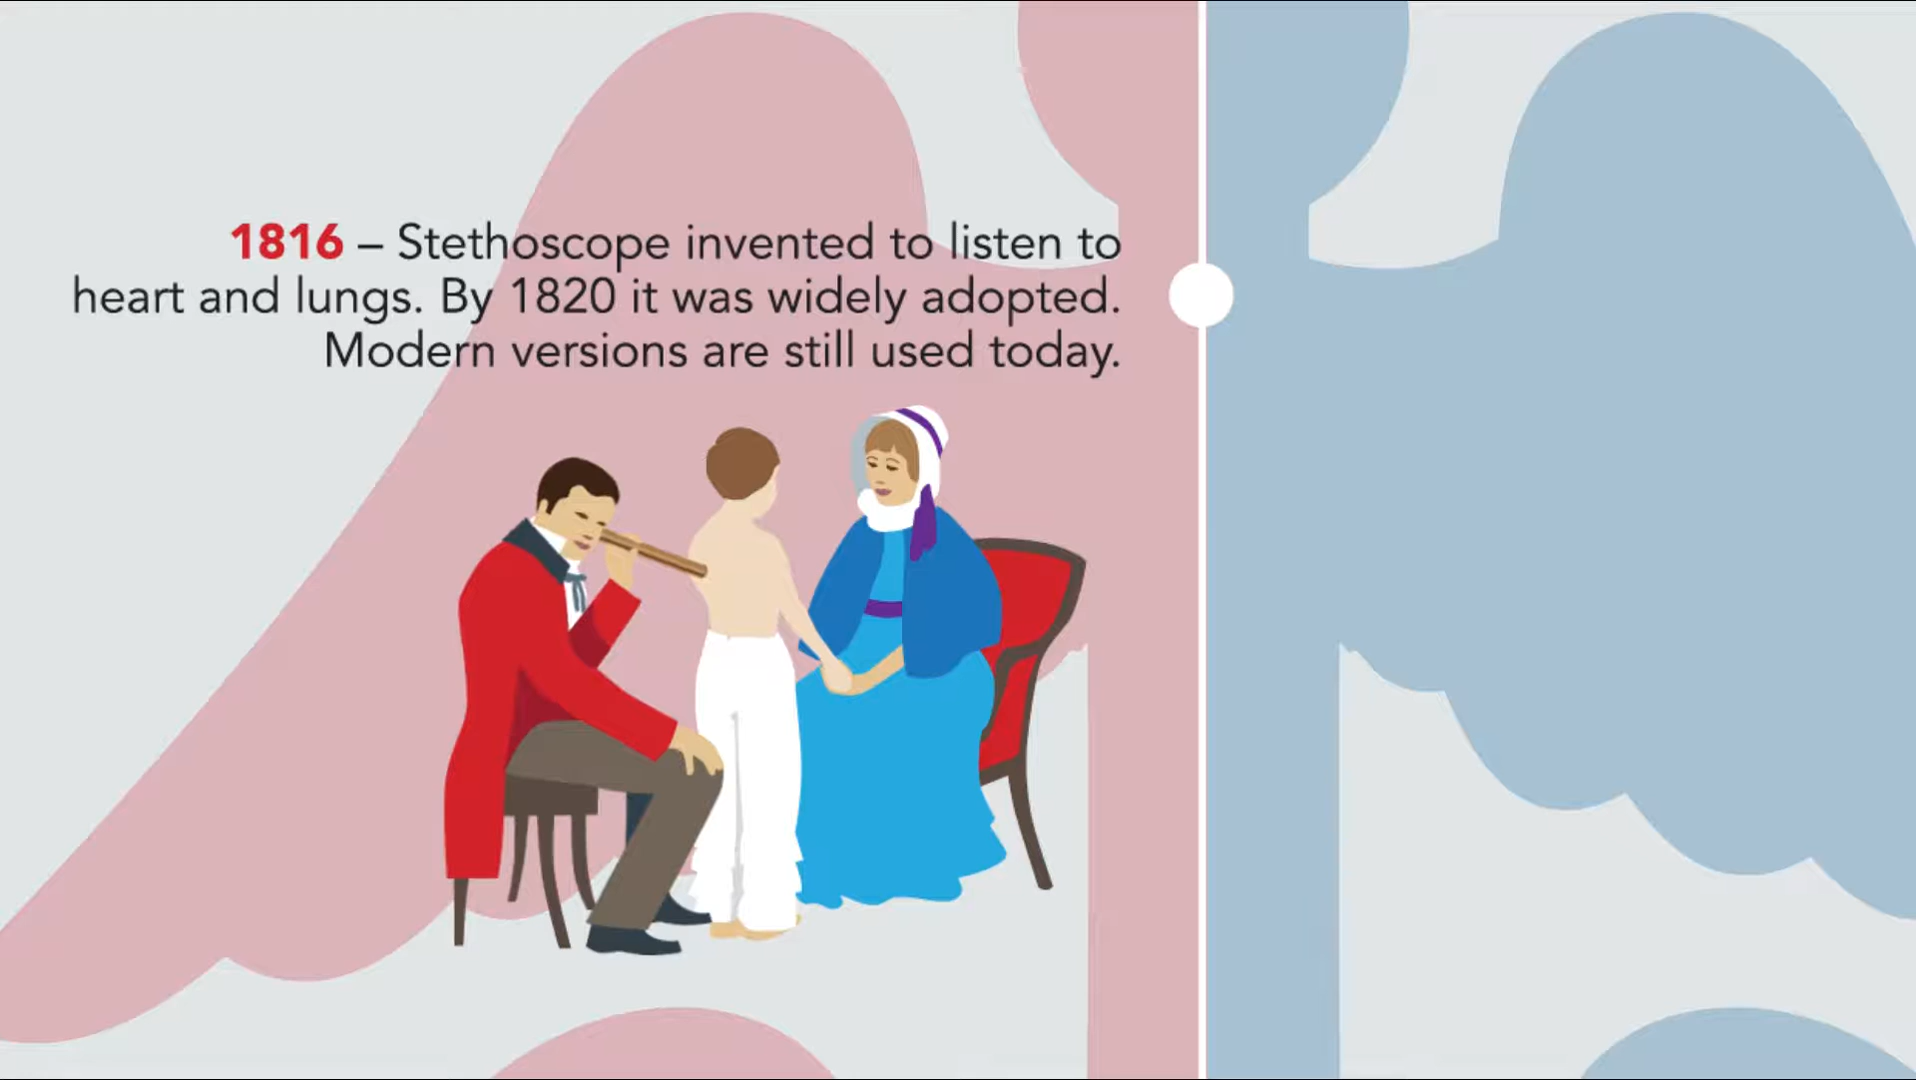 1816 – Stethoscope invented to listen to
heart and lungs. By 1820 it was widely adopted.
Modern versions are still used today.